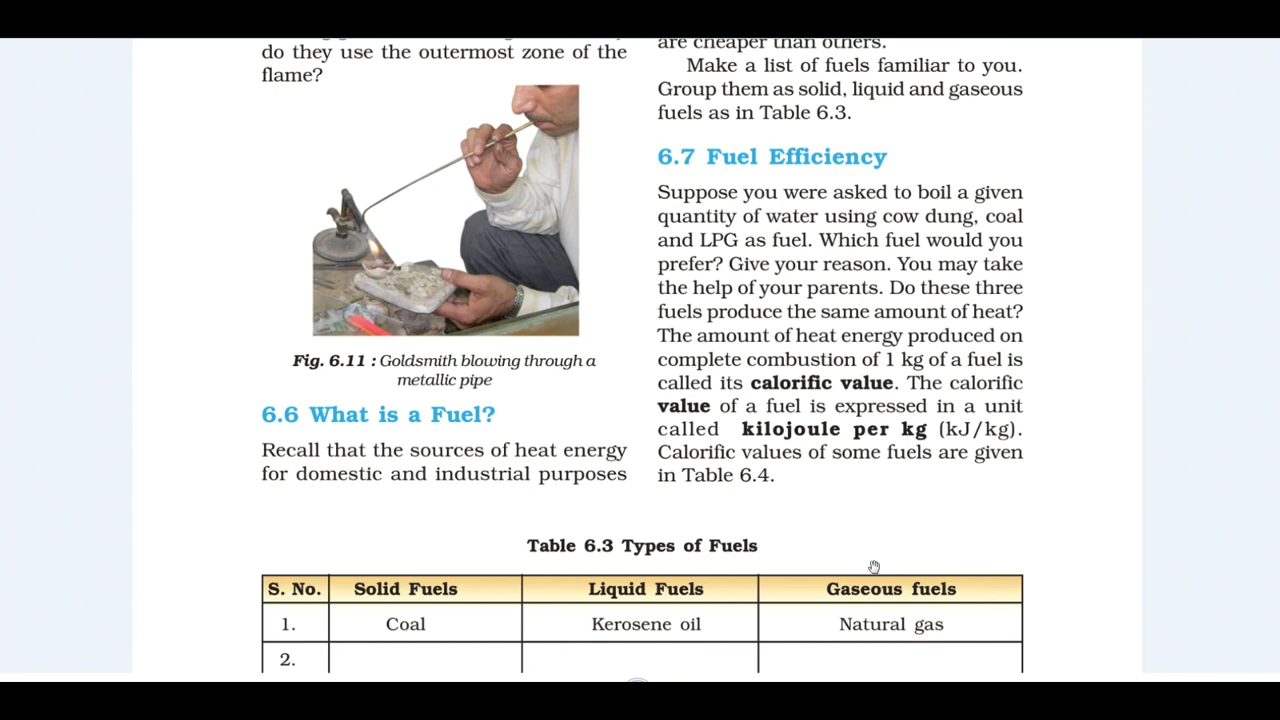 do they use the outermost zone of the
flame?
Fig. 6.11 : Goldsmith blowing through a
metallic pipe
6.6 What is a Fuel?
Recall that the sources of heat energy
for domestic and industrial purposes
are cheaper than others.
Make a list of fuels familiar to you.
Group them as solid, liquid and gaseous
fuels as in Table 6.3.
6.7 Fuel Efficiency
Suppose you were asked to boil a given
quantity of water using cow dung, coal
and LPG as fuel. Which fuel would you
prefer? Give your reason. You may take
the help of your parents. Do these three
fuels produce the same amount of heat?
The amount of heat energy produced on
complete combustion of 1 kg of a fuel is
called its calorific value. The calorific
value of a fuel is expressed in a unit
called kilojoule per kg (kJ/kg).
Calorific values of some fuels are given
in Table 6.4.
Table 6.3 Types of Fuels
S. No. Solid Fuels Liquid Fuels Gaseous fuels
1. Coal Kerosene oil Natural gas
2.